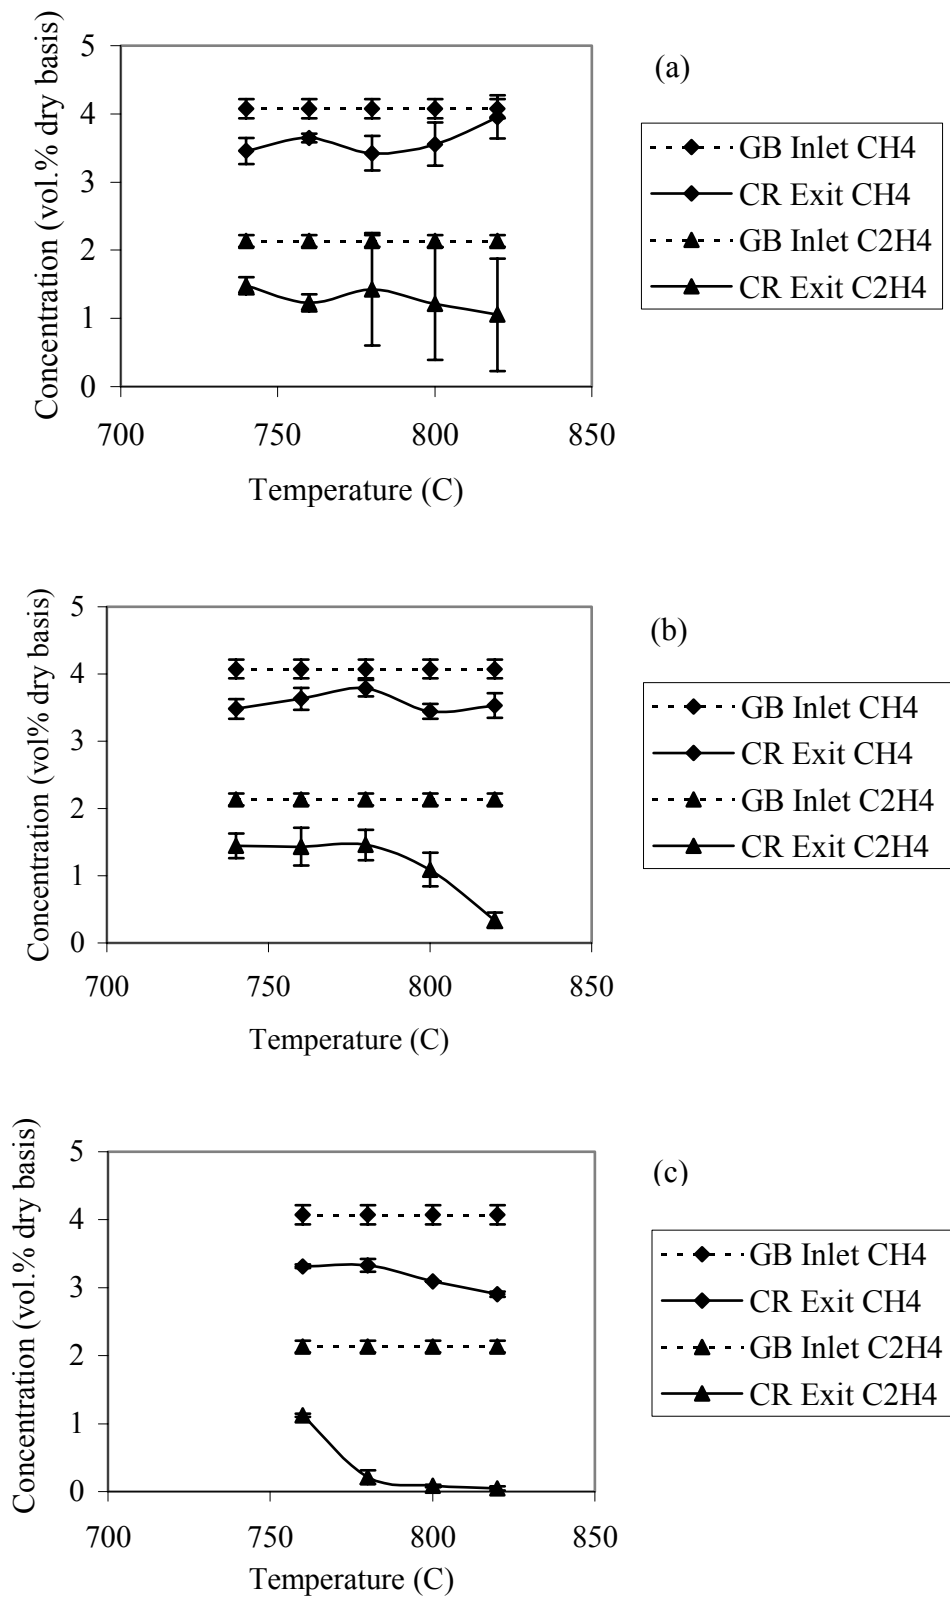 (a)
Concentration (vol.% dry basis)
5
4
3
2
1
0
700
750
800
850
Temperature (C)
GB Inlet CH4
CR Exit CH4
GB Inlet C2H4
CR Exit C2H4
(b)
Concentration (vol% dry basis)
5
4
3
2
1
0
700
750
800
850
Temperature (C)
GB Inlet CH4
CR Exit CH4
GB Inlet C2H4
CR Exit C2H4
(c)
Concentration (vol.% dry basis)
5
4
3
2
1
0
700
750
800
850
Temperature (C)
GB Inlet CH4
CR Exit CH4
GB Inlet C2H4
CR Exit C2H4